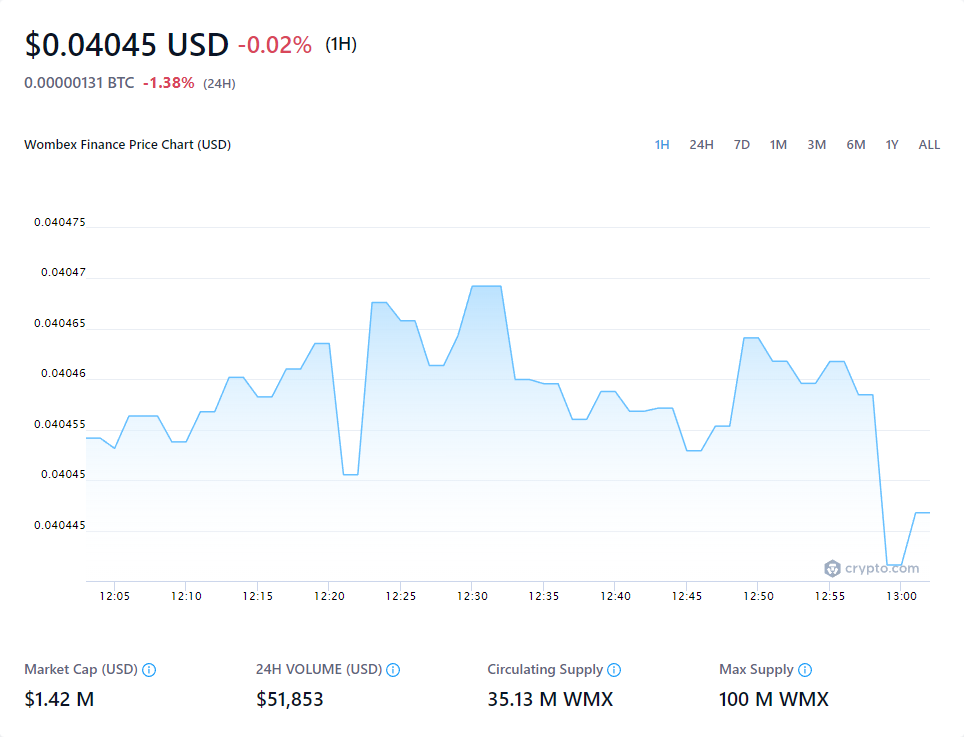 $0.04045 USD -0.02% (1H)
0.00000131 BTC -1.38% (24H)
Wombex Finance Price Chart (USD) 1H 24H 7D 1M 3M 6M 1Y ALL
0.040475
0.04047
0.040465
0.04046
0.040455
0.04045
0.040445
crypto.com
12:05 12:10 12:15 12:20 12:25 12:30 12:35 12:40 12:45 12:50 12:55 13:00
Market Cap (USD) 24H VOLUME (USD) Circulating Supply Max Supply
$1.42 M $51,853 35.13 M WMX 100 M WMX